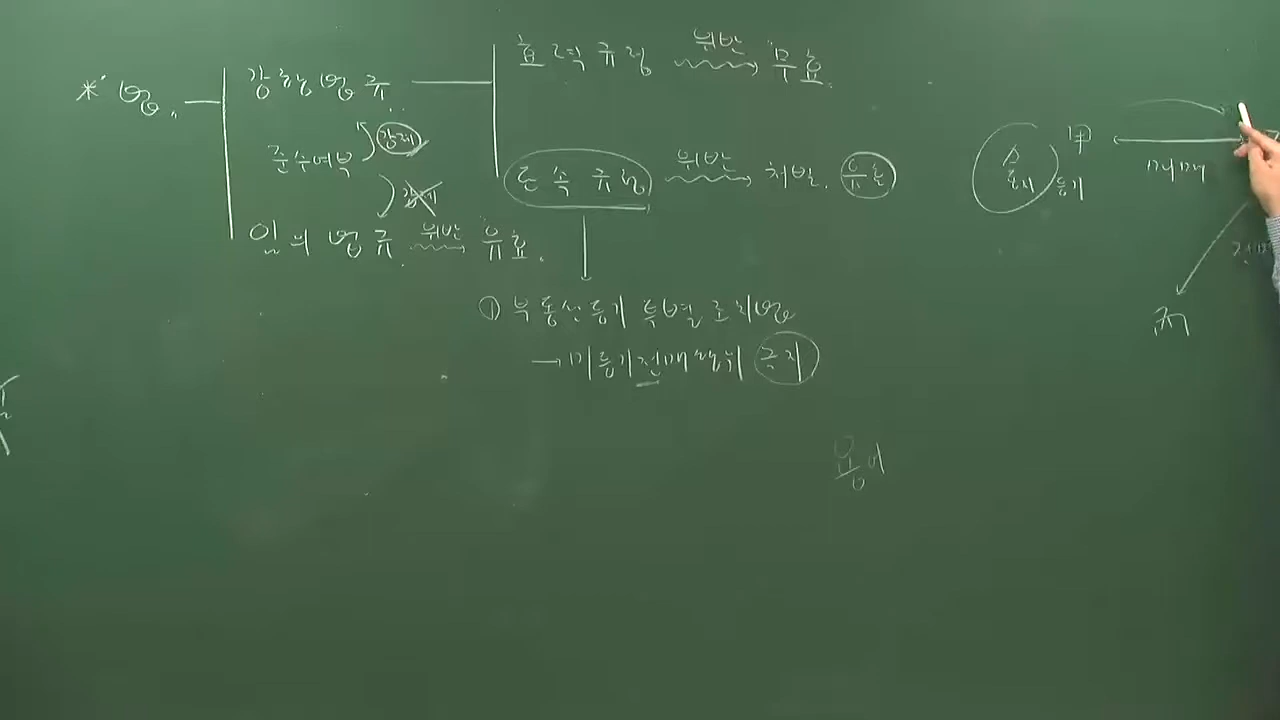 * 법.
강행법규
준수여부
강제
강제
임의 법규 위반 유효.
효력규정 위반 무효.
단속규정 위반 처벌. 유효
① 부동산등기 특별조치법
→ 미등기전매행위 금지
甲
등기
매매
丙
용어